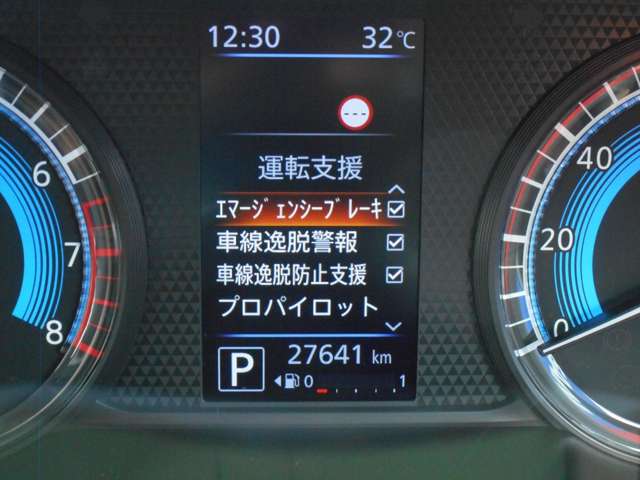 12:30 32℃
---
運転支援
ｴﾏｰｼﾞｪﾝｼｰﾌﾞﾚｰｷ
車線逸脱警報
車線逸脱防止支援
プロパイロット
P 27641 km
0 1
6
7
8
40
20
0